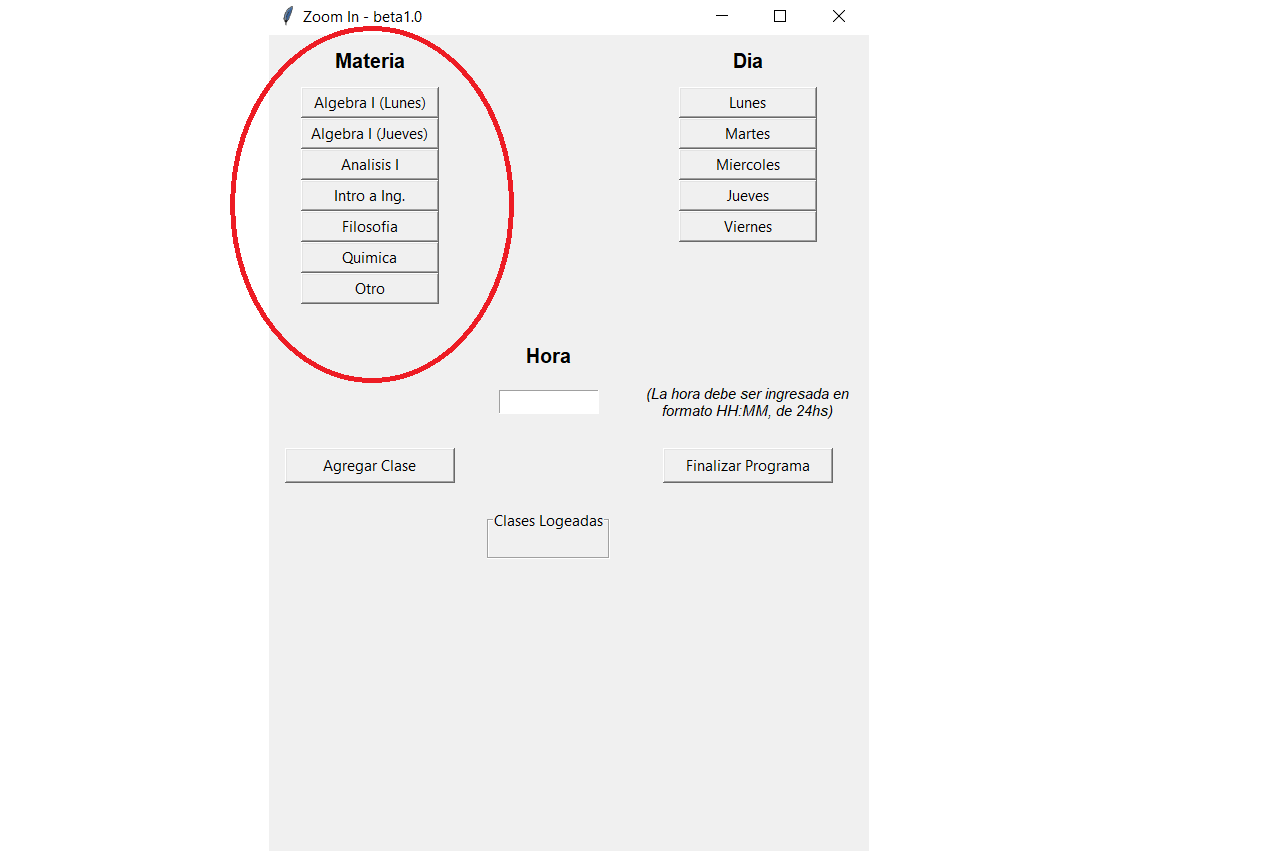 Zoom In - beta1.0
Materia
Algebra I (Lunes)
Algebra I (Jueves)
Analisis I
Intro a Ing.
Filosofia
Quimica
Otro
Dia
Lunes
Martes
Miercoles
Jueves
Viernes
Hora
(La hora debe ser ingresada en
formato HH:MM, de 24hs)
Agregar Clase
Finalizar Programa
Clases Logeadas